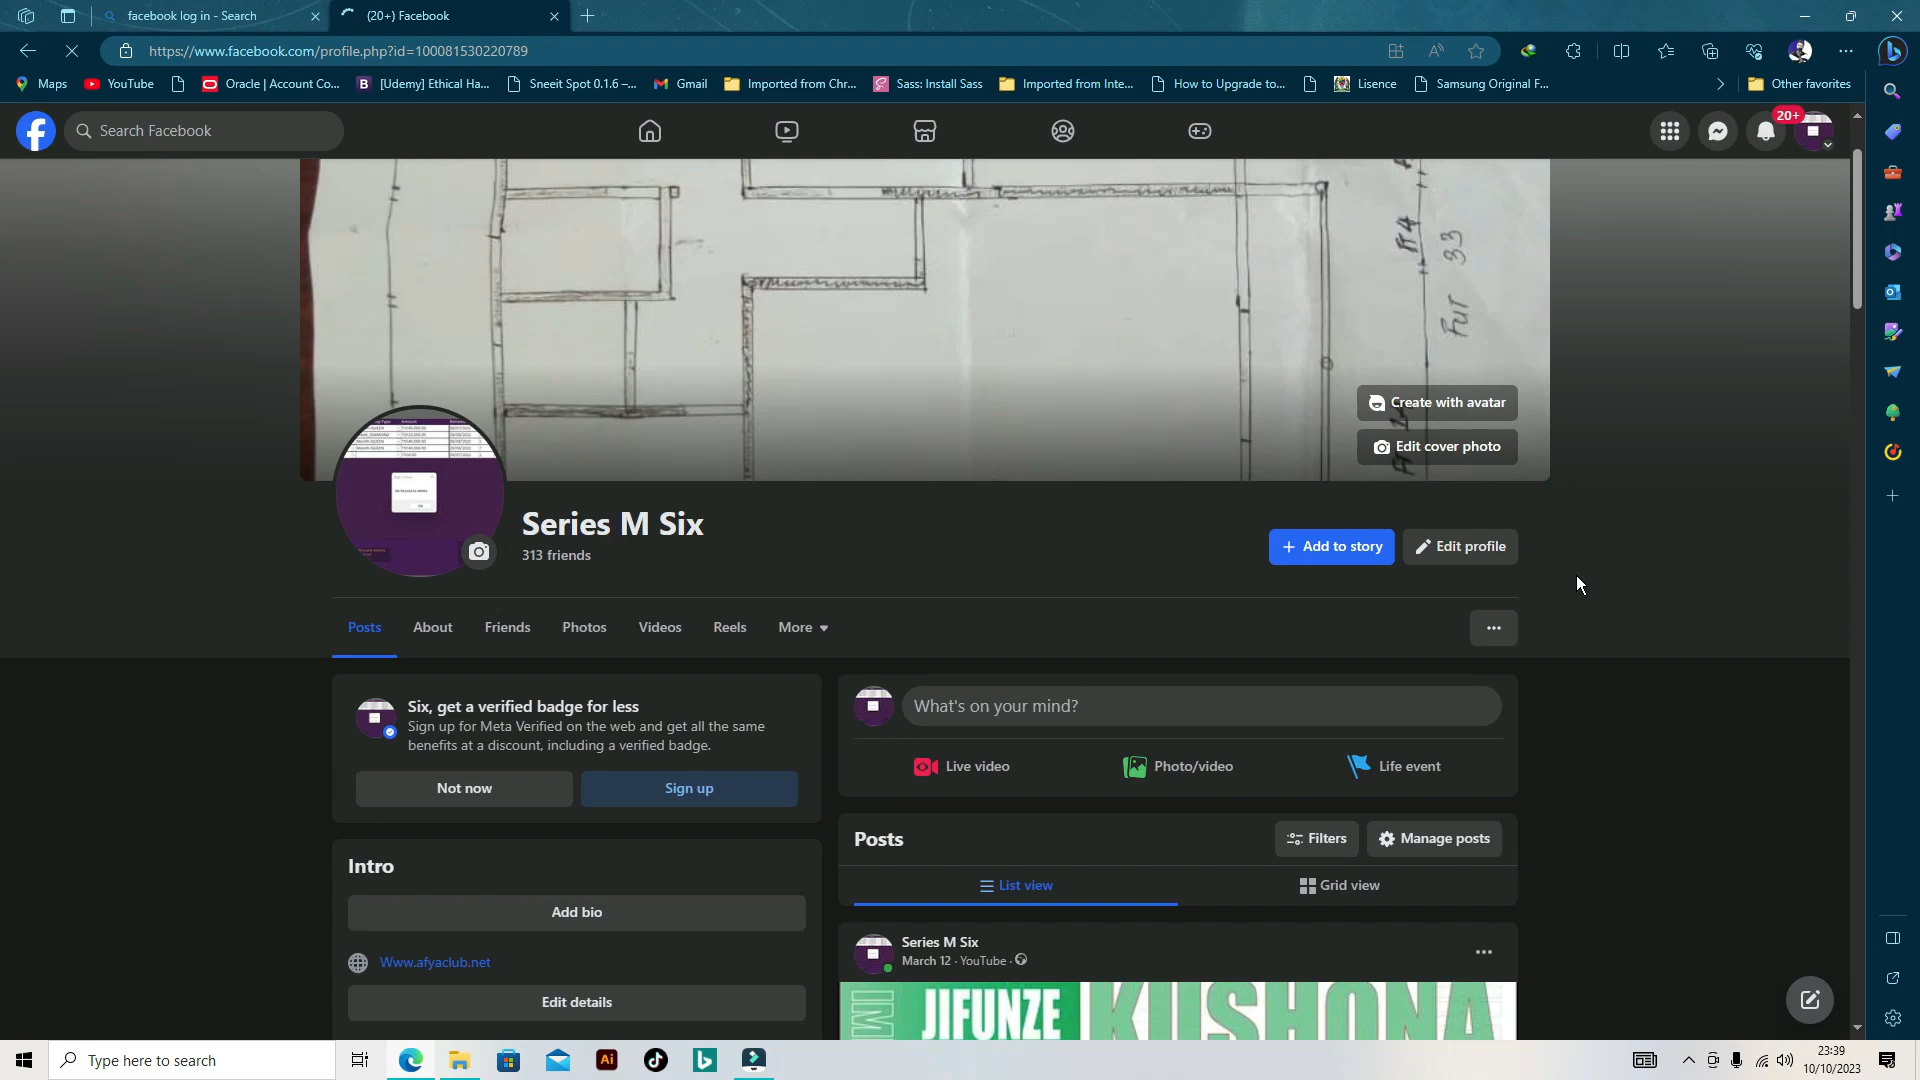 facebook log in - Search
(20+) Facebook
https://www.facebook.com/profile.php?id=100081530220789
Maps
YouTube
Oracle | Account Co...
[Udemy] Ethical Ha...
Sneeit Spot 0.1.6 –...
Gmail
Imported from Chr...
Sass: Install Sass
Imported from Inte...
How to Upgrade to...
Lisence
Samsung Original F...
Other favorites
Search Facebook
20+
A4
Fur 33
Create with avatar
Edit cover photo
Series M Six
313 friends
Add to story
Edit profile
Posts
About
Friends
Photos
Videos
Reels
More
Six, get a verified badge for less
Sign up for Meta Verified on the web and get all the same
benefits at a discount, including a verified badge.
Not now
Sign up
What's on your mind?
Live video
Photo/video
Life event
Intro
Add bio
Www.afyaclub.net
Edit details
Posts
Filters
Manage posts
List view
Grid view
Series M Six
March 12 · YouTube ·
JIFUNZE
KUSHONA
Type here to search
Ai
23:39
10/10/2023